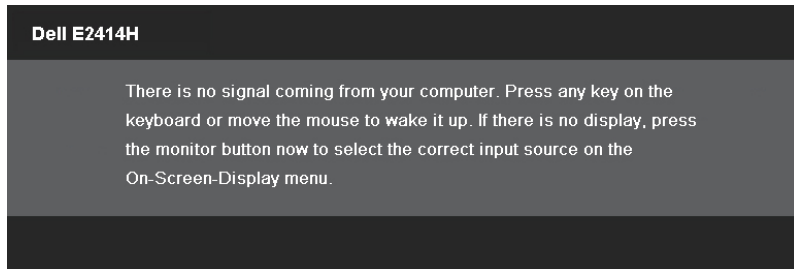 Dell E2414H
There is no signal coming from your computer. Press any key on the
keyboard or move the mouse to wake it up. If there is no display, press
the monitor button now to select the correct input source on the
On-Screen-Display menu.